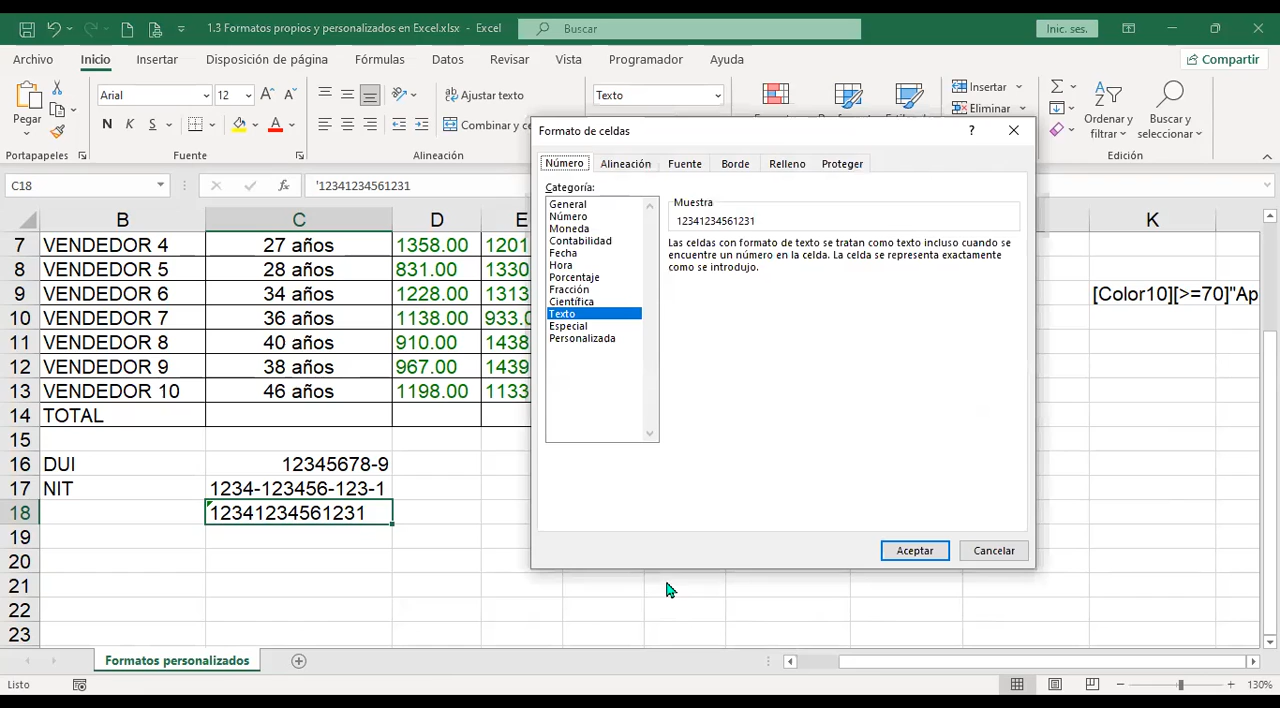 1.3 Formatos propios y personalizados en Excel.xlsx - Excel
Buscar
Inic. ses.
Archivo Inicio Insertar Disposición de página Fórmulas Datos Revisar Vista Programador Ayuda Compartir
Pegar
Arial 12
N K S
Ajustar texto
Combinar y ce
Texto
Insertar
Eliminar
Ordenar y filtrar
Buscar y seleccionar
Portapapeles Fuente Alineación Edición
C18 fx '12341234561231
B C D E K
7 VENDEDOR 4 27 años 1358.00 1201
8 VENDEDOR 5 28 años 831.00 1330
9 VENDEDOR 6 34 años 1228.00 1313 [Color10][>=70]"Ap
10 VENDEDOR 7 36 años 1138.00 933.0
11 VENDEDOR 8 40 años 910.00 1438
12 VENDEDOR 9 38 años 967.00 1439
13 VENDEDOR 10 46 años 1198.00 1133
14 TOTAL
15
16 DUI 12345678-9
17 NIT 1234-123456-123-1
18 12341234561231
19
20
21
22
23
Formato de celdas ?
Número Alineación Fuente Borde Relleno Proteger
Categoría:
General
Número
Moneda
Contabilidad
Fecha
Hora
Porcentaje
Fracción
Científica
Texto
Especial
Personalizada
Muestra
12341234561231
Las celdas con formato de texto se tratan como texto incluso cuando se
encuentre un número en la celda. La celda se representa exactamente
como se introdujo.
Aceptar Cancelar
Formatos personalizados
Listo 130%